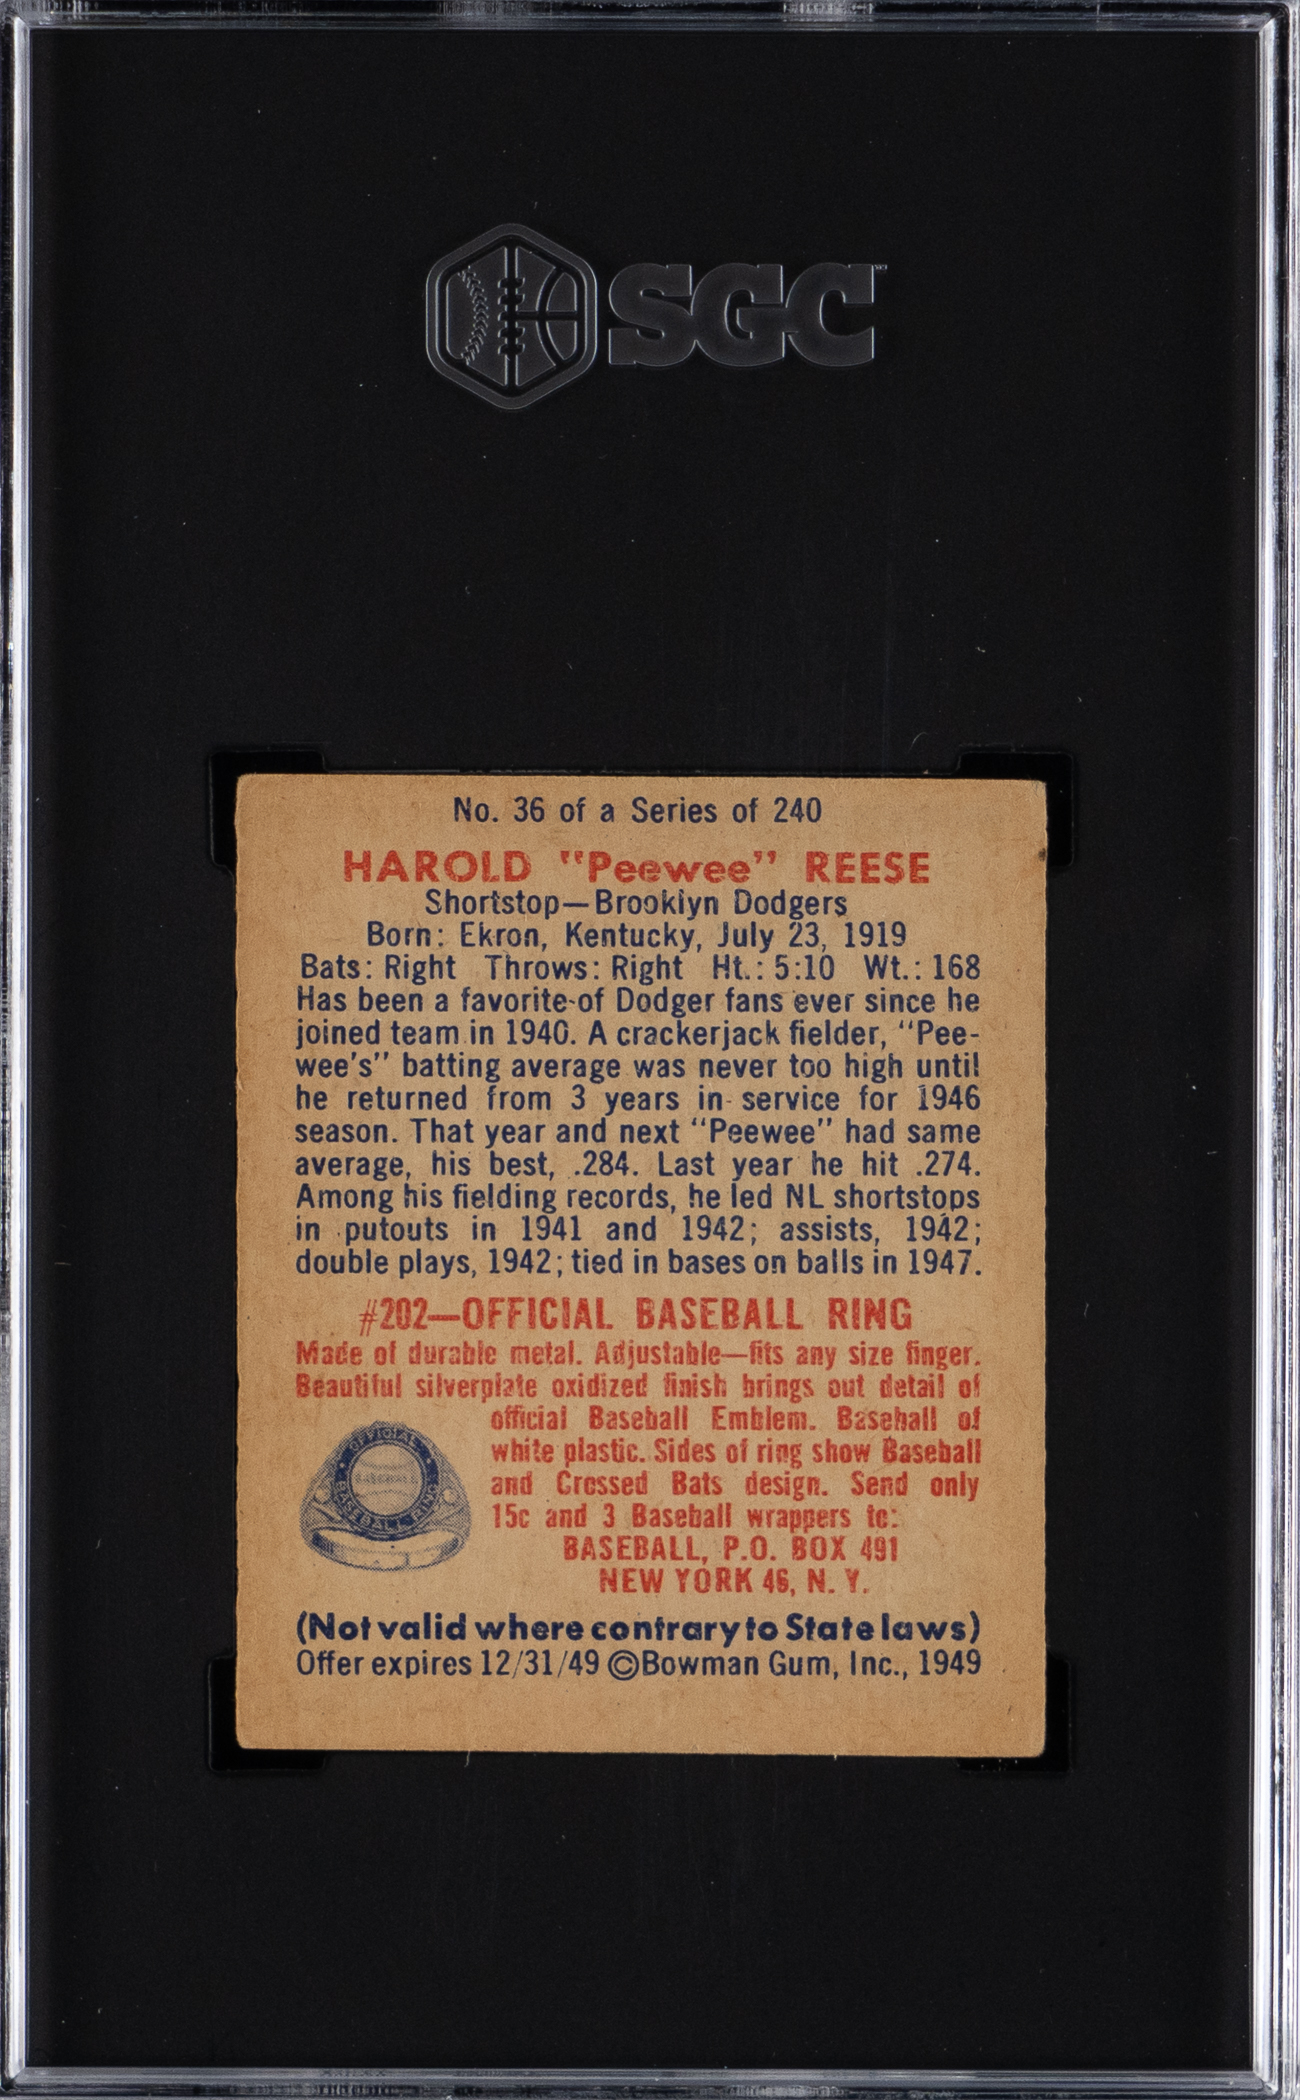 SGC
No. 36 of a Series of 240
HAROLD "Peewee" REESE
Shortstop—Brooklyn Dodgers
Born: Ekron, Kentucky, July 23, 1919
Bats: Right Throws: Right Ht.: 5:10 Wt.: 168
Has been a favorite of Dodger fans ever since he
joined team in 1940. A crackerjack fielder, "Pee-
wee's" batting average was never too high until
he returned from 3 years in service for 1946
season. That year and next "Peewee" had same
average, his best, .284. Last year he hit .274.
Among his fielding records, he led NL shortstops
in putouts in 1941 and 1942; assists, 1942;
double plays, 1942; tied in bases on balls in 1947.
#202—OFFICIAL BASEBALL RING
Made of durable metal. Adjustable—fits any size finger.
Beautiful silverplate oxidized finish brings out detail of
official Baseball Emblem. Baseball of
white plastic. Sides of ring show Baseball
and Crossed Bats design. Send only
15c and 3 Baseball wrappers to:
BASEBALL, P.O. BOX 491
NEW YORK 46, N. Y.
OFFICIAL
BASEBALL
BASEBALL RING
(Not valid where contrary to State laws)
Offer expires 12/31/49 ©Bowman Gum, Inc., 1949